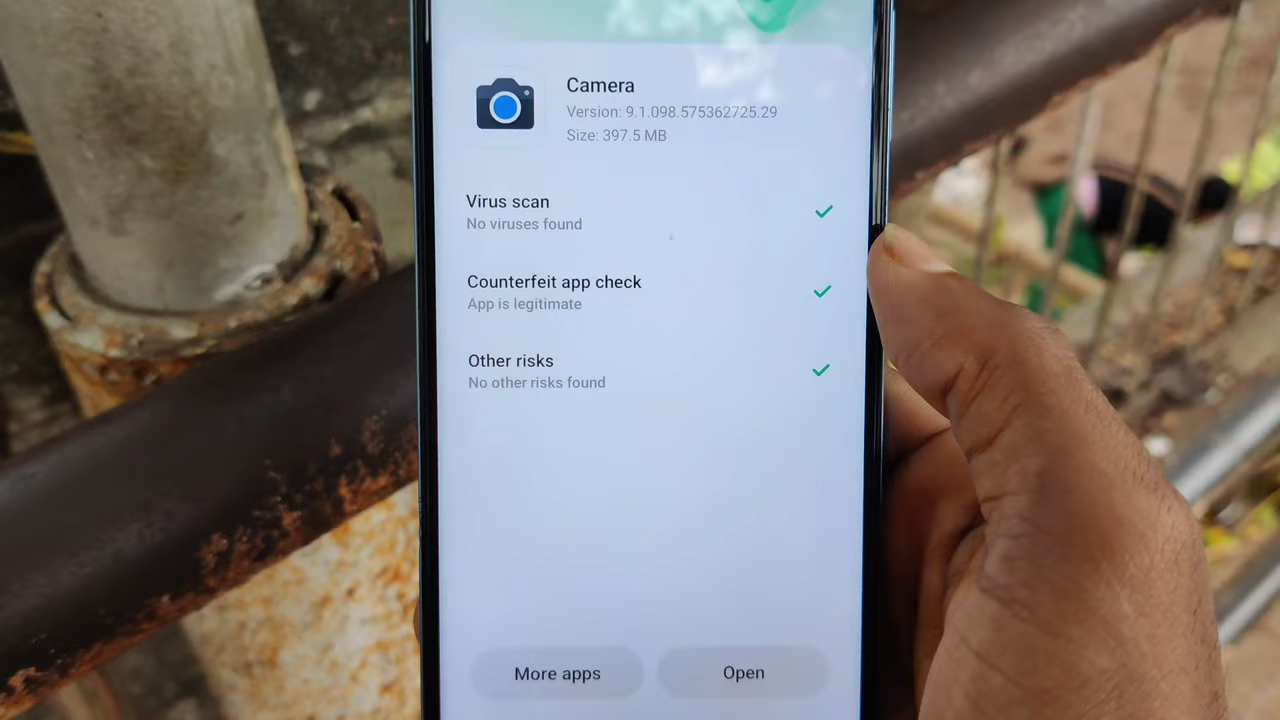 Camera
Version: 9.1.098.575362725.29
Size: 397.5 MB
Virus scan
No viruses found
Counterfeit app check
App is legitimate
Other risks
No other risks found
More apps
Open